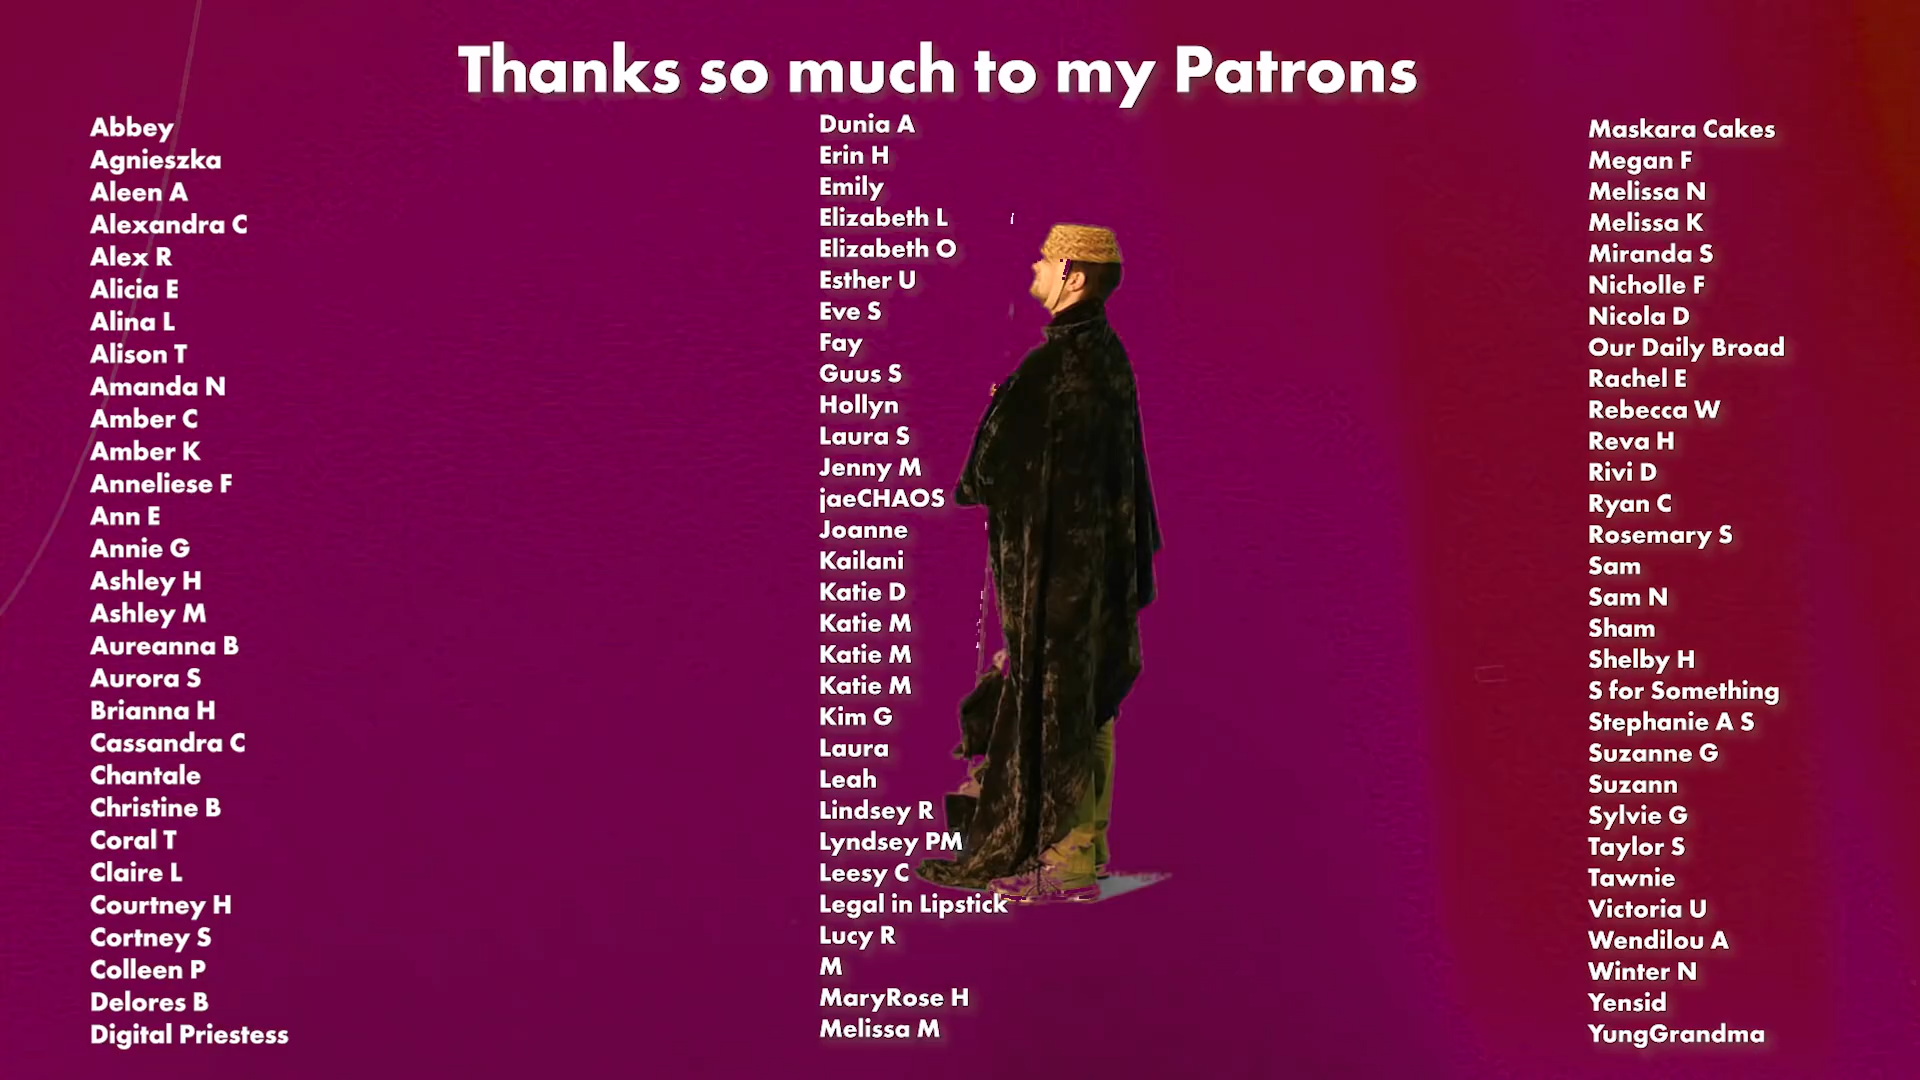 Thanks so much to my Patrons
Abbey
Agnieszka
Aleen A
Alexandra C
Alex R
Alicia E
Alina L
Alison T
Amanda N
Amber C
Amber K
Anneliese F
Ann E
Annie G
Ashley H
Ashley M
Aureanna B
Aurora S
Brianna H
Cassandra C
Chantale
Christine B
Coral T
Claire L
Courtney H
Cortney S
Colleen P
Delores B
Digital Priestess
Dunia A
Erin H
Emily
Elizabeth L
Elizabeth O
Esther U
Eve S
Fay
Guus S
Hollyn
Laura S
Jenny M
jaeCHAOS
Joanne
Kailani
Katie D
Katie M
Katie M
Katie M
Kim G
Laura
Leah
Lindsey R
Lyndsey PM
Leesy C
Legal in Lipstick
Lucy R
M
MaryRose H
Melissa M
Maskara Cakes
Megan F
Melissa N
Melissa K
Miranda S
Nicholle F
Nicola D
Our Daily Broad
Rachel E
Rebecca W
Reva H
Rivi D
Ryan C
Rosemary S
Sam
Sam N
Sham
Shelby H
S for Something
Stephanie A S
Suzanne G
Suzann
Sylvie G
Taylor S
Tawnie
Victoria U
Wendilou A
Winter N
Yensid
YungGrandma